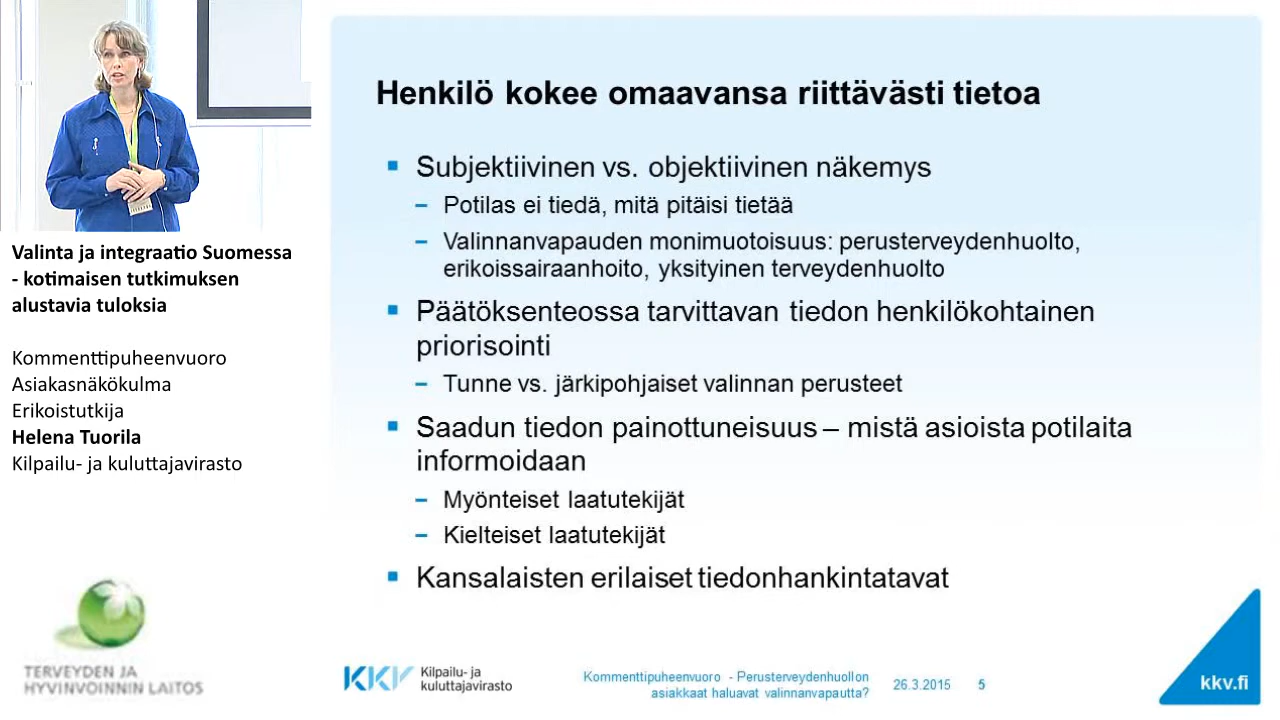 Valinta ja integraatio Suomessa
- kotimaisen tutkimuksen
alustavia tuloksia
Kommenttipuheenvuoro
Asiakasnäkökulma
Erikoistutkija
Helena Tuorila
Kilpailu- ja kuluttajavirasto
TERVEYDEN JA
HYVINVOINNIN LAITOS
Henkilö kokee omaavansa riittävästi tietoa
▪ Subjektiivinen vs. objektiivinen näkemys
– Potilas ei tiedä, mitä pitäisi tietää
– Valinnanvapauden monimuotoisuus: perusterveydenhuolto,
erikoissairaanhoito, yksityinen terveydenhuolto
▪ Päätöksenteossa tarvittavan tiedon henkilökohtainen
priorisointi
– Tunne vs. järkipohjaiset valinnan perusteet
▪ Saadun tiedon painottuneisuus – mistä asioista potilaita
informoidaan
– Myönteiset laatutekijät
– Kielteiset laatutekijät
▪ Kansalaisten erilaiset tiedonhankintatavat
KKV Kilpailu- ja
kuluttajavirasto
Kommenttipuheenvuoro - Perusterveydenhuollon
asiakkaat haluavat valinnanvapautta?
26.3.2015 5
kkv.fi